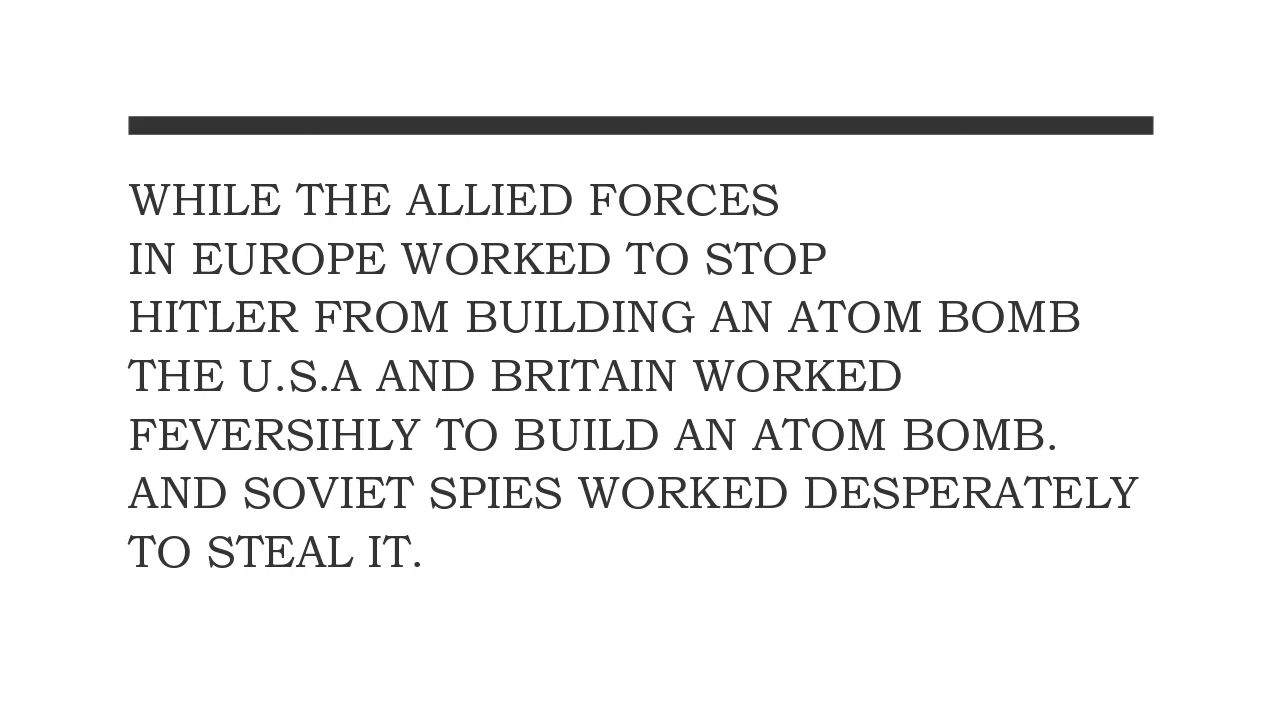 WHILE THE ALLIED FORCES
IN EUROPE WORKED TO STOP
HITLER FROM BUILDING AN ATOM BOMB
THE U.S.A AND BRITAIN WORKED
FEVERSIHLY TO BUILD AN ATOM BOMB.
AND SOVIET SPIES WORKED DESPERATELY
TO STEAL IT.